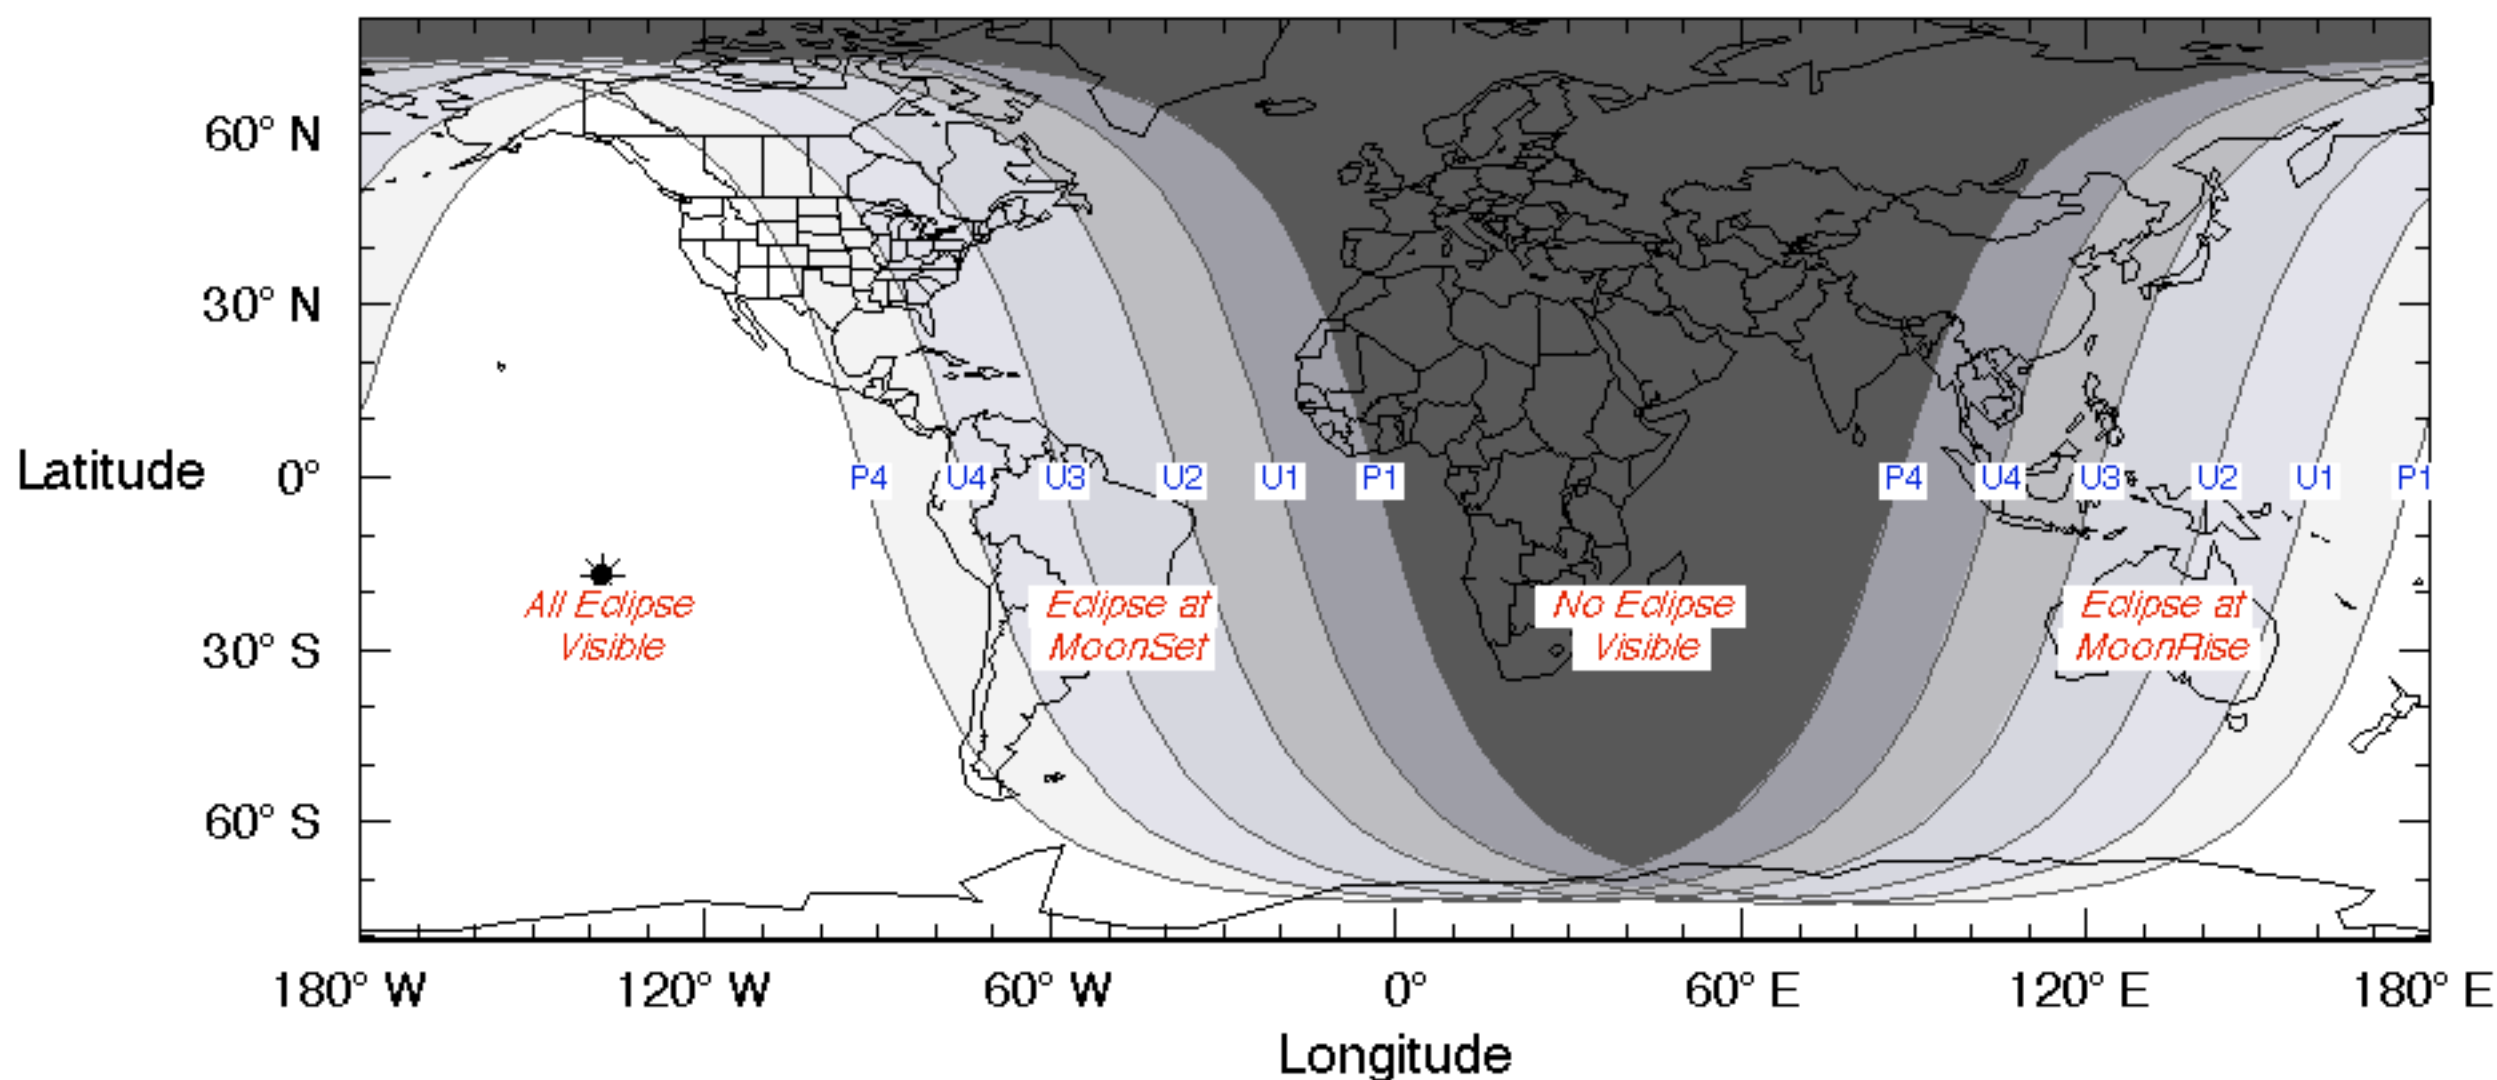 60° N
30° N
Latitude 0°
P4 U4 U3 U2 U1 P1 P4 U4 U3 U2 U1 P1
All Eclipse
Visible
Eclipse at
MoonSet
No Eclipse
Visible
Eclipse at
MoonRise
30° S
60° S
180° W 120° W 60° W 0° 60° E 120° E 180° E
Longitude